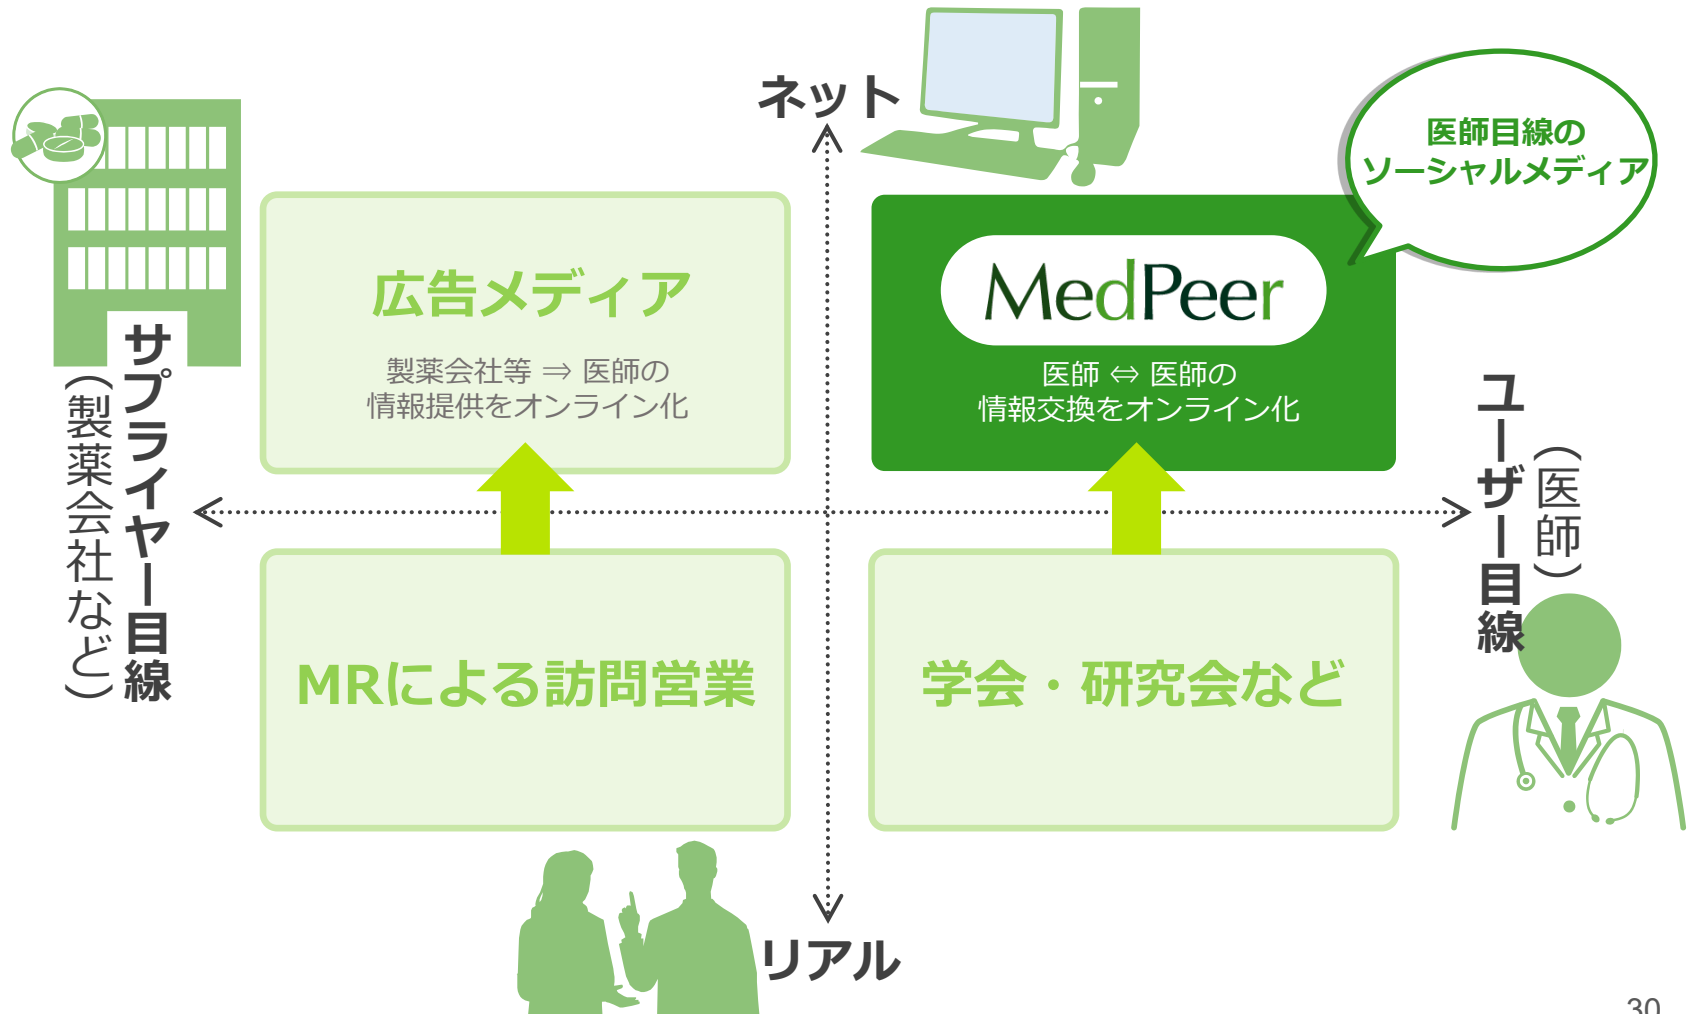 ネット
医師目線の
ソーシャルメディア
広告メディア
製薬会社等 ⇒ 医師の
情報提供をオンライン化
MedPeer
医師 ⇔ 医師の
情報交換をオンライン化
サプライヤー目線
（製薬会社など）
ユーザー目線
（医師）
MRによる訪問営業
学会・研究会など
リアル
30